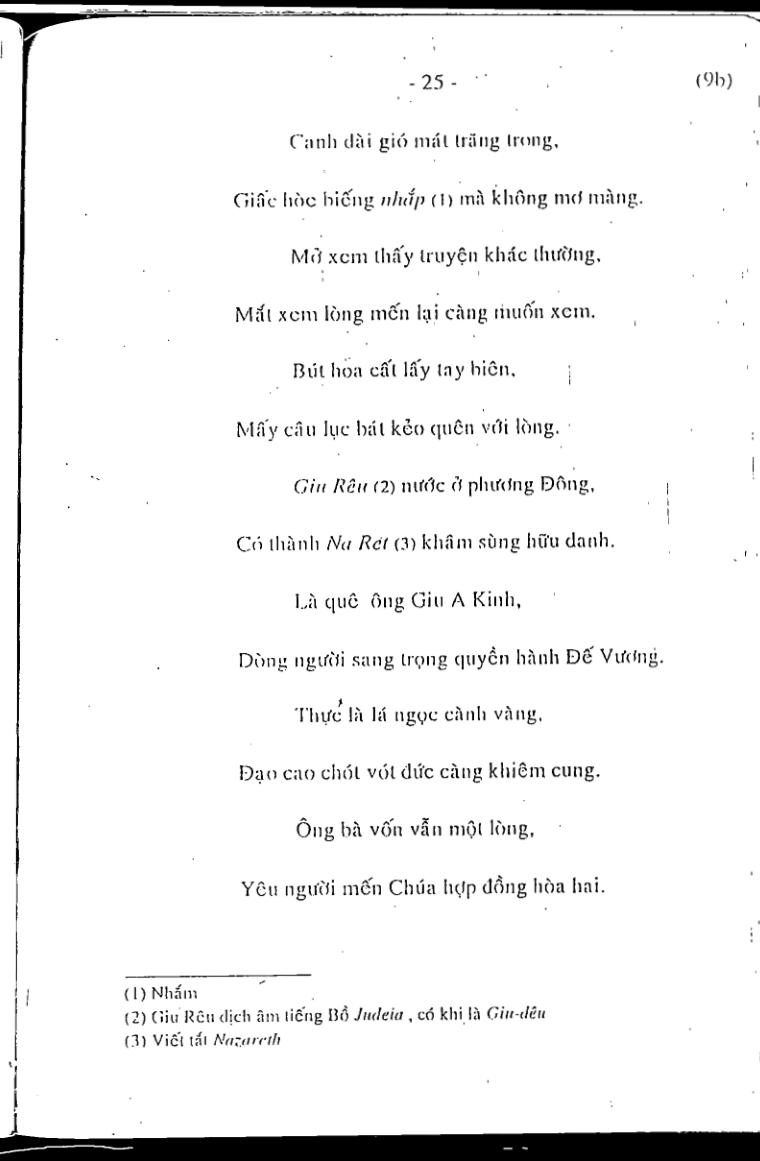 - 25 - (9b)
Canh dài gió mát trăng trong,
Giấc hòe biếng nhắp (1) mà không mơ màng.
Mở xem thấy truyện khác thường,
Mắt xem lòng mến lại càng muốn xem.
Bút hoa cất lấy tay biên,
Mấy câu lục bát kẻo quên với lòng.
Giu Rêu (2) nước ở phương Đông,
Có thành Na Rét (3) khâm sùng hữu danh.
Là quê ông Giu A Kinh,
Dòng người sang trọng quyền hành Đế Vương.
Thực là lá ngọc cành vàng,
Đạo cao chót vót đức càng khiêm cung.
Ông bà vốn vẫn một lòng,
Yêu người mến Chúa hợp đồng hòa hai.
(1) Nhắm
(2) Giu Rêu dịch âm tiếng Bồ Judeia , có khi là Giu-dêu
(3) Viết tắt Nazareth